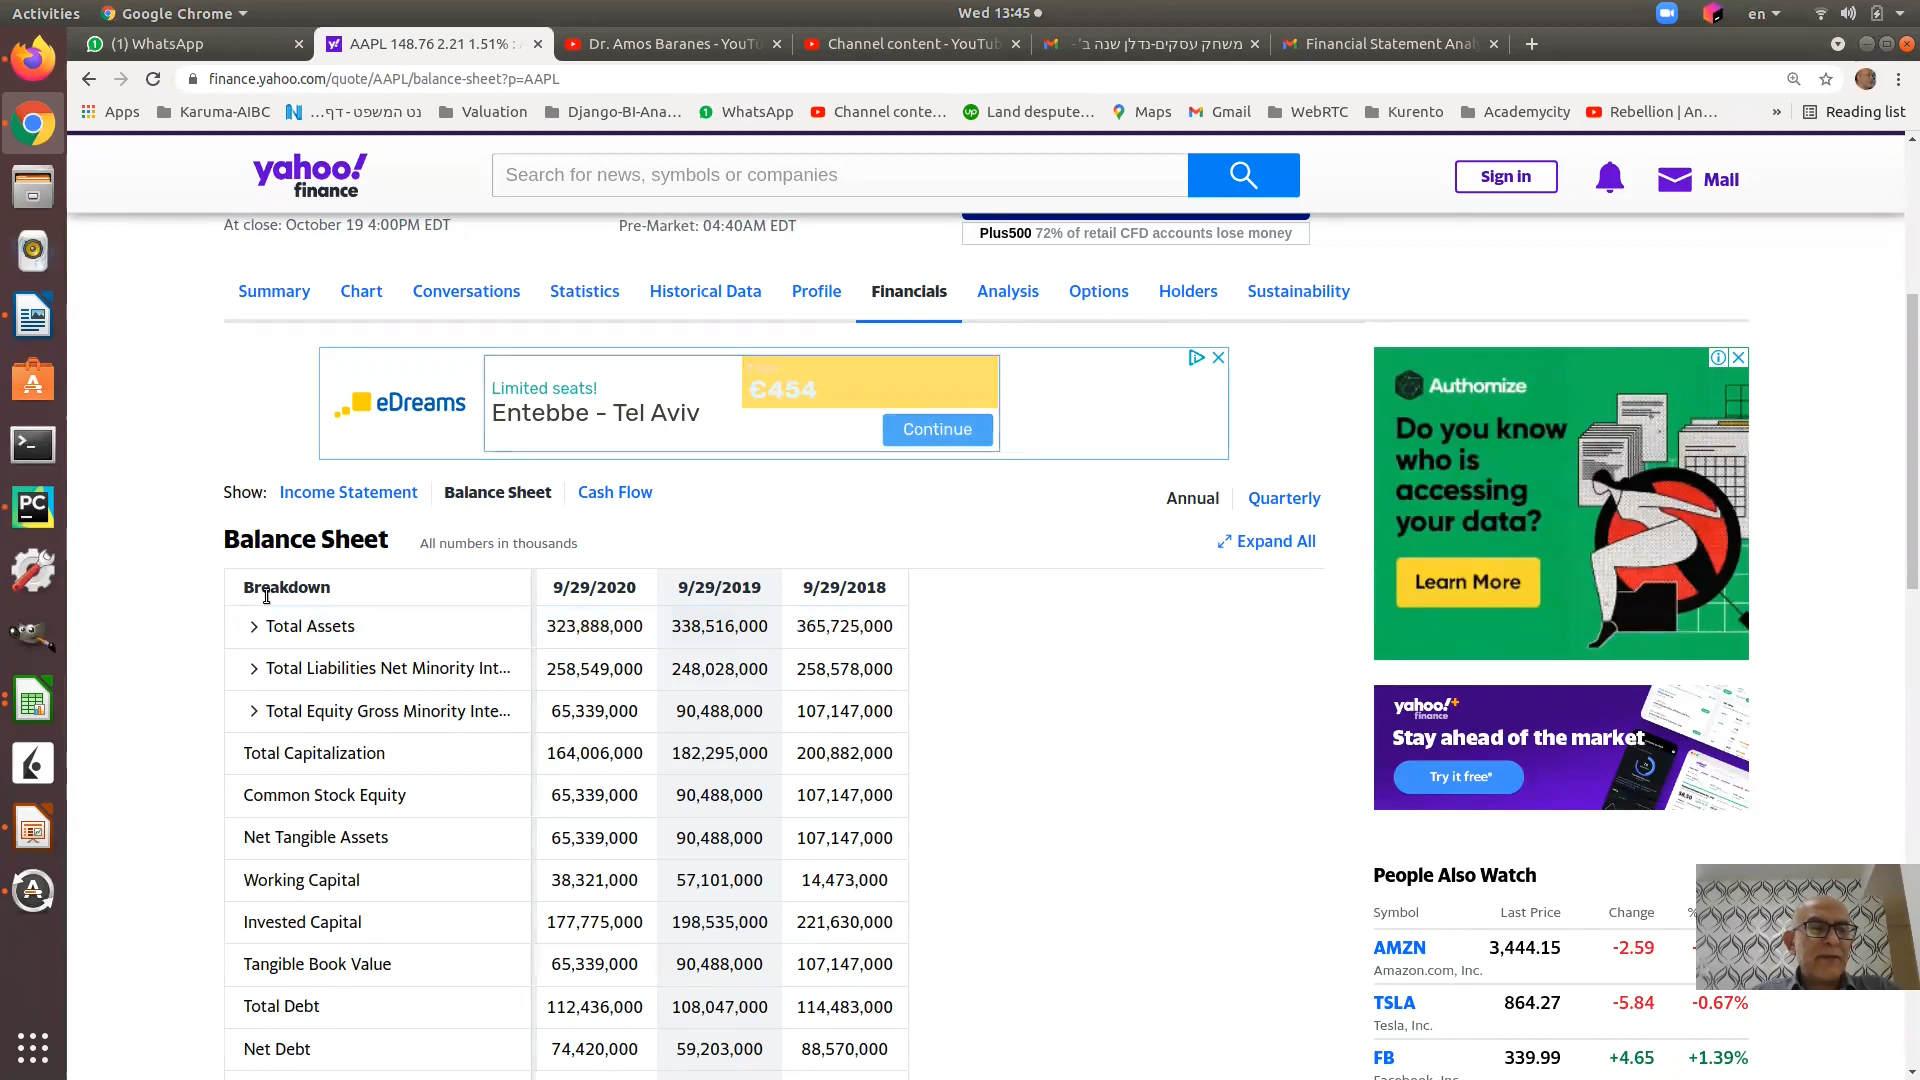 Activities
Google Chrome
Wed 13:45
en
(1) WhatsApp
AAPL 148.76 2.21 1.51% :
Dr. Amos Baranes - YouTu
Channel content - YouTub
משחק עסקים-נדלן שנה ב' -
Financial Statement Anal
finance.yahoo.com/quote/AAPL/balance-sheet?p=AAPL
Apps
Karuma-AIBC
נט המשפט - דף...
Valuation
Django-BI-Ana...
WhatsApp
Channel conte...
Land despute...
Maps
Gmail
WebRTC
Kurento
Academycity
Rebellion | An...
»
Reading list
yahoo!
finance
Search for news, symbols or companies
Sign in
Mail
At close: October 19 4:00PM EDT
Pre-Market: 04:40AM EDT
Plus500 72% of retail CFD accounts lose money
Summary
Chart
Conversations
Statistics
Historical Data
Profile
Financials
Analysis
Options
Holders
Sustainability
eDreams
Limited seats!
Entebbe - Tel Aviv
€454
Continue
Authomize
Do you know
who is
accessing
your data?
Learn More
Show: Income Statement Balance Sheet Cash Flow
Annual Quarterly
Balance Sheet All numbers in thousands
Expand All
Breakdown 9/29/2020 9/29/2019 9/29/2018
Total Assets 323,888,000 338,516,000 365,725,000
Total Liabilities Net Minority Int... 258,549,000 248,028,000 258,578,000
Total Equity Gross Minority Inte... 65,339,000 90,488,000 107,147,000
Total Capitalization 164,006,000 182,295,000 200,882,000
Common Stock Equity 65,339,000 90,488,000 107,147,000
Net Tangible Assets 65,339,000 90,488,000 107,147,000
Working Capital 38,321,000 57,101,000 14,473,000
Invested Capital 177,775,000 198,535,000 221,630,000
Tangible Book Value 65,339,000 90,488,000 107,147,000
Total Debt 112,436,000 108,047,000 114,483,000
Net Debt 74,420,000 59,203,000 88,570,000
yahoo!+
finance
Stay ahead of the market
Try it free*
People Also Watch
Symbol Last Price Change %
AMZN 3,444.15 -2.59
Amazon.com, Inc.
TSLA 864.27 -5.84 -0.67%
Tesla, Inc.
FB 339.99 +4.65 +1.39%